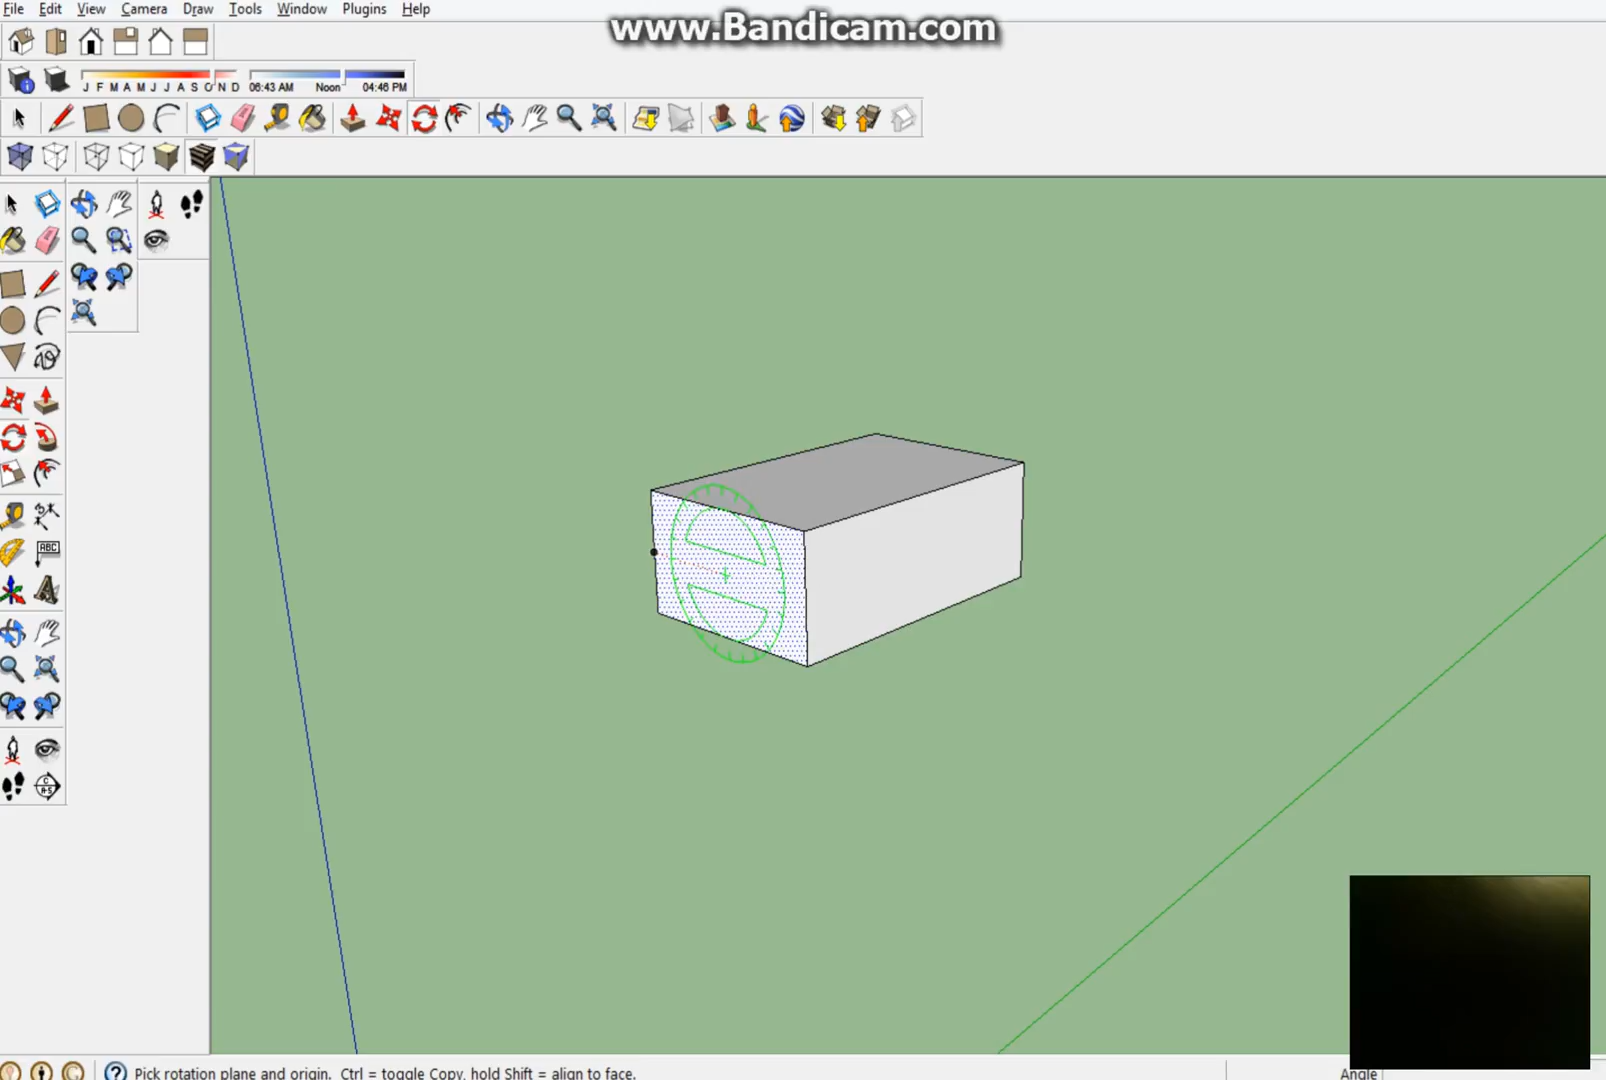 File Edit View Camera Draw Tools Window Plugins Help
www.Bandicam.com
J F M A M J J A S O N D 06:43 AM Noon 04:46 PM
ABC
Pick rotation plane and origin. Ctrl = toggle Copy, hold Shift = align to face. Angle